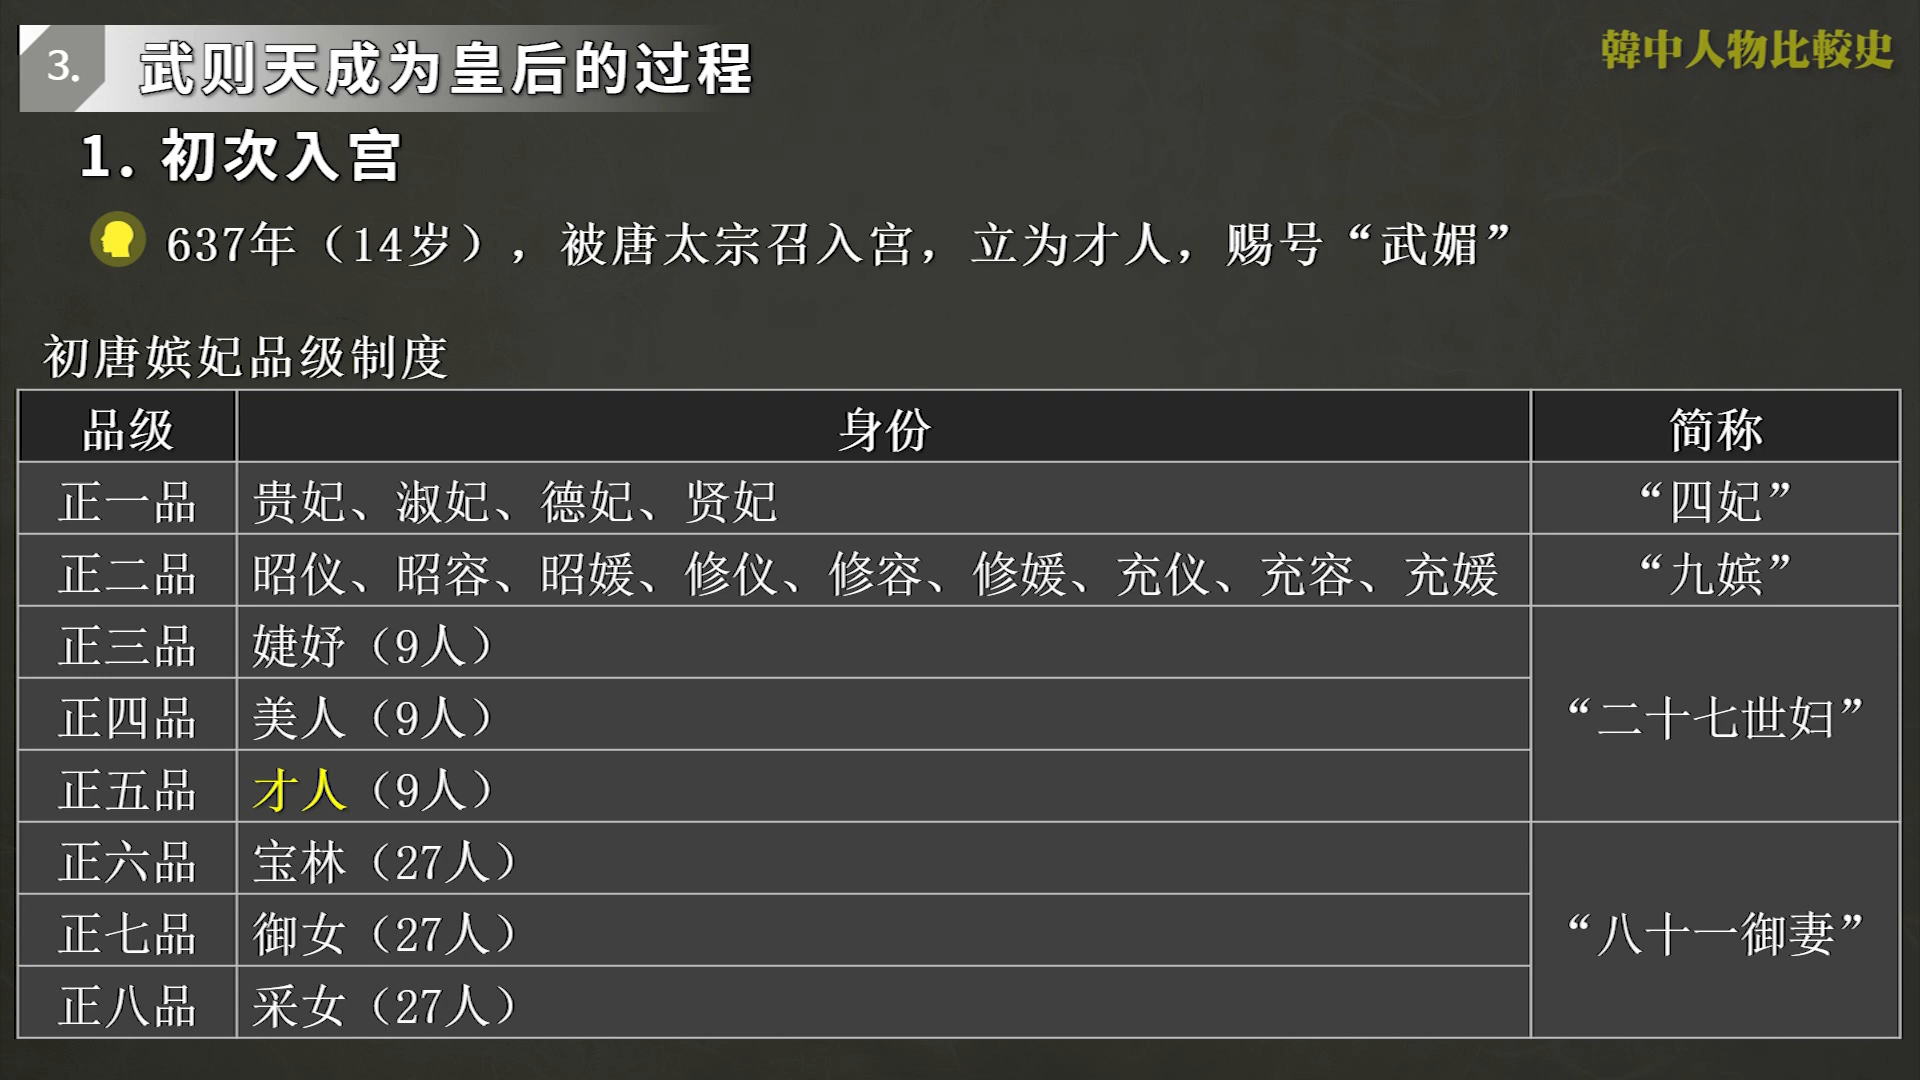 3. 武则天成为皇后的过程
韓中人物比較史
1. 初次入宫
637年（14岁），被唐太宗召入宫，立为才人，赐号“武媚”
初唐嫔妃品级制度
品级 身份 简称
正一品 贵妃、淑妃、德妃、贤妃 “四妃”
正二品 昭仪、昭容、昭媛、修仪、修容、修媛、充仪、充容、充媛 “九嫔”
正三品 婕妤（9人）
正四品 美人（9人） “二十七世妇”
正五品 才人（9人）
正六品 宝林（27人）
正七品 御女（27人） “八十一御妻”
正八品 采女（27人）